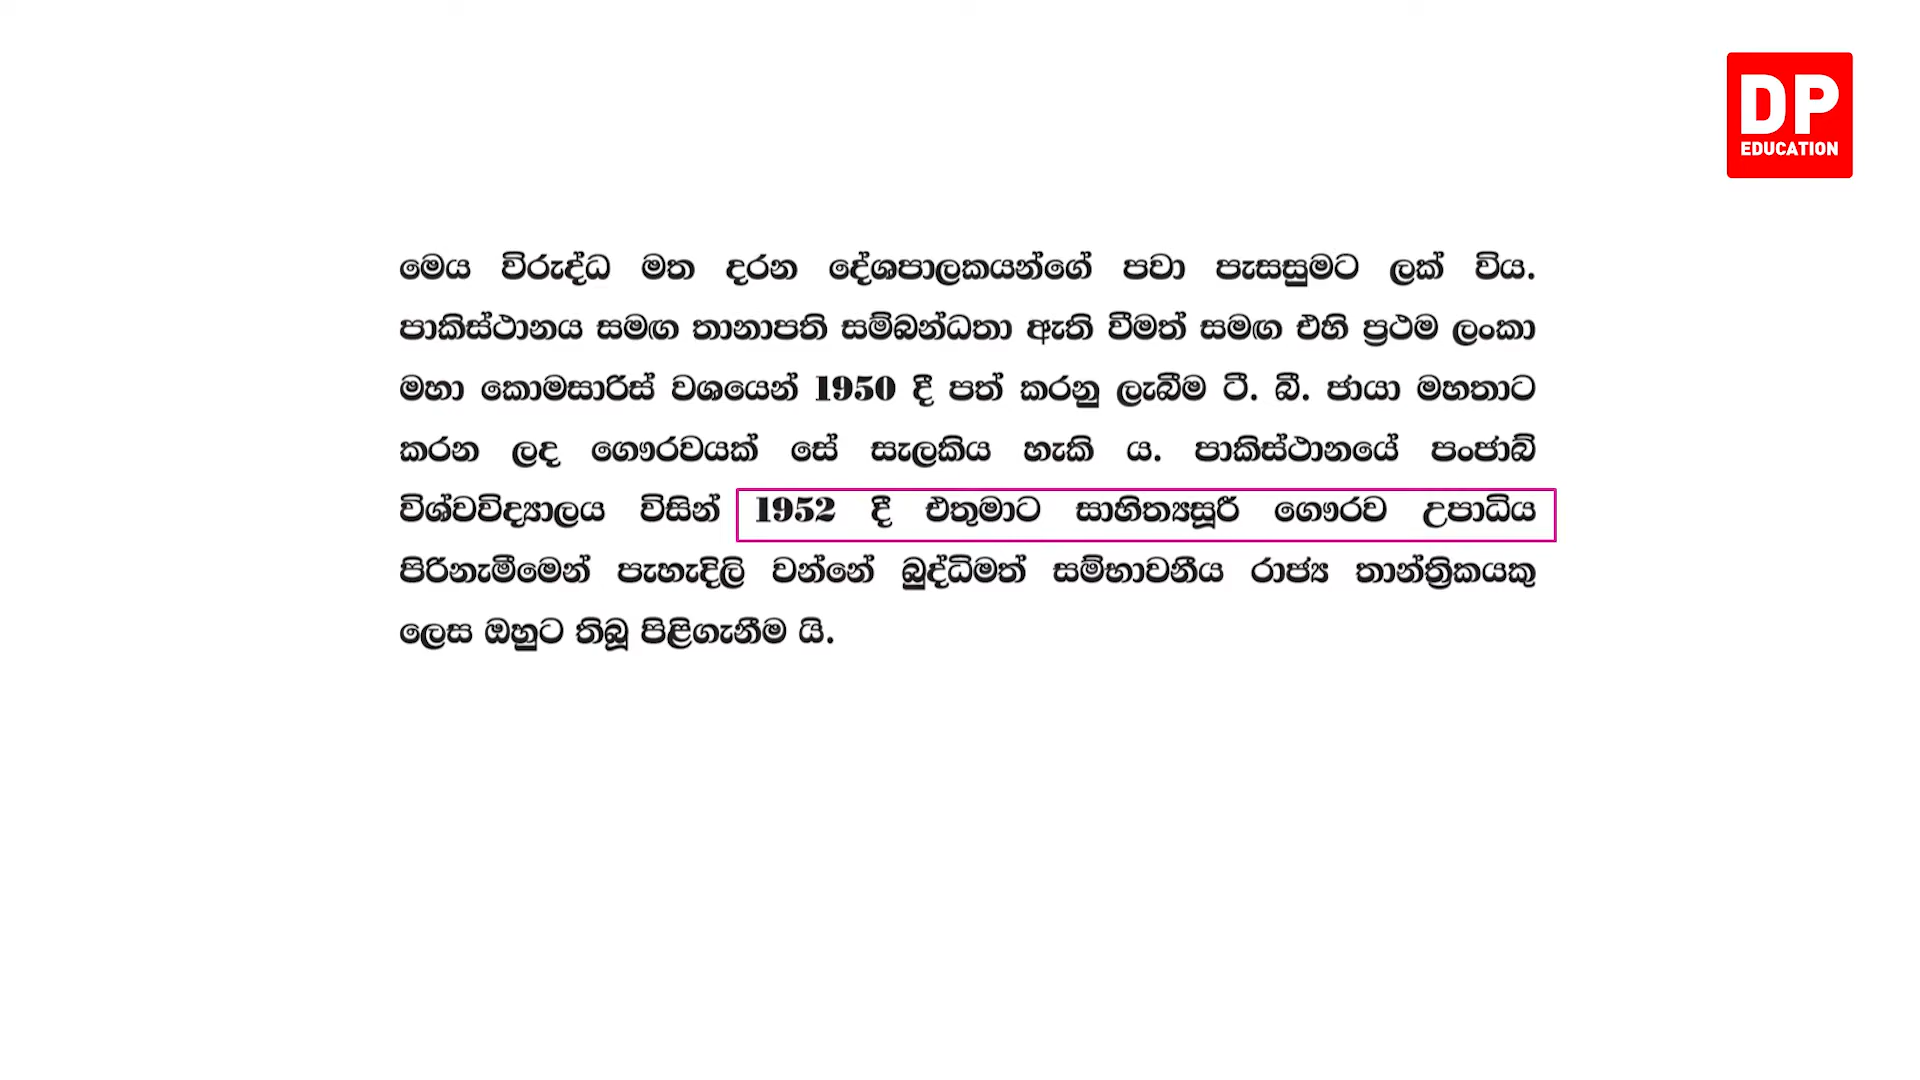 DP
EDUCATION
මෙය විරුද්ධ මත දරන දේශපාලකයන්ගේ පවා පැසසුමට ලක් විය.
පාකිස්ථානය සමඟ තානාපති සම්බන්ධතා ඇති වීමත් සමඟ එහි ප්‍රථම ලංකා
මහා කොමසාරිස් වශයෙන් 1950 දී පත් කරනු ලැබීම ටී. බී. ජායා මහතාට
කරන ලද ගෞරවයක් සේ සැලකිය හැකි ය. පාකිස්ථානයේ පංජාබ්
විශ්වවිද්‍යාලය විසින් 1952 දී එතුමාට සාහිත්‍යසූරී ගෞරව උපාධිය
පිරිනැමීමෙන් පැහැදිලි වන්නේ බුද්ධිමත් සම්භාවනීය රාජ්‍ය තාන්ත්‍රිකයකු
ලෙස ඔහුට තිබූ පිළිගැනීම යි.